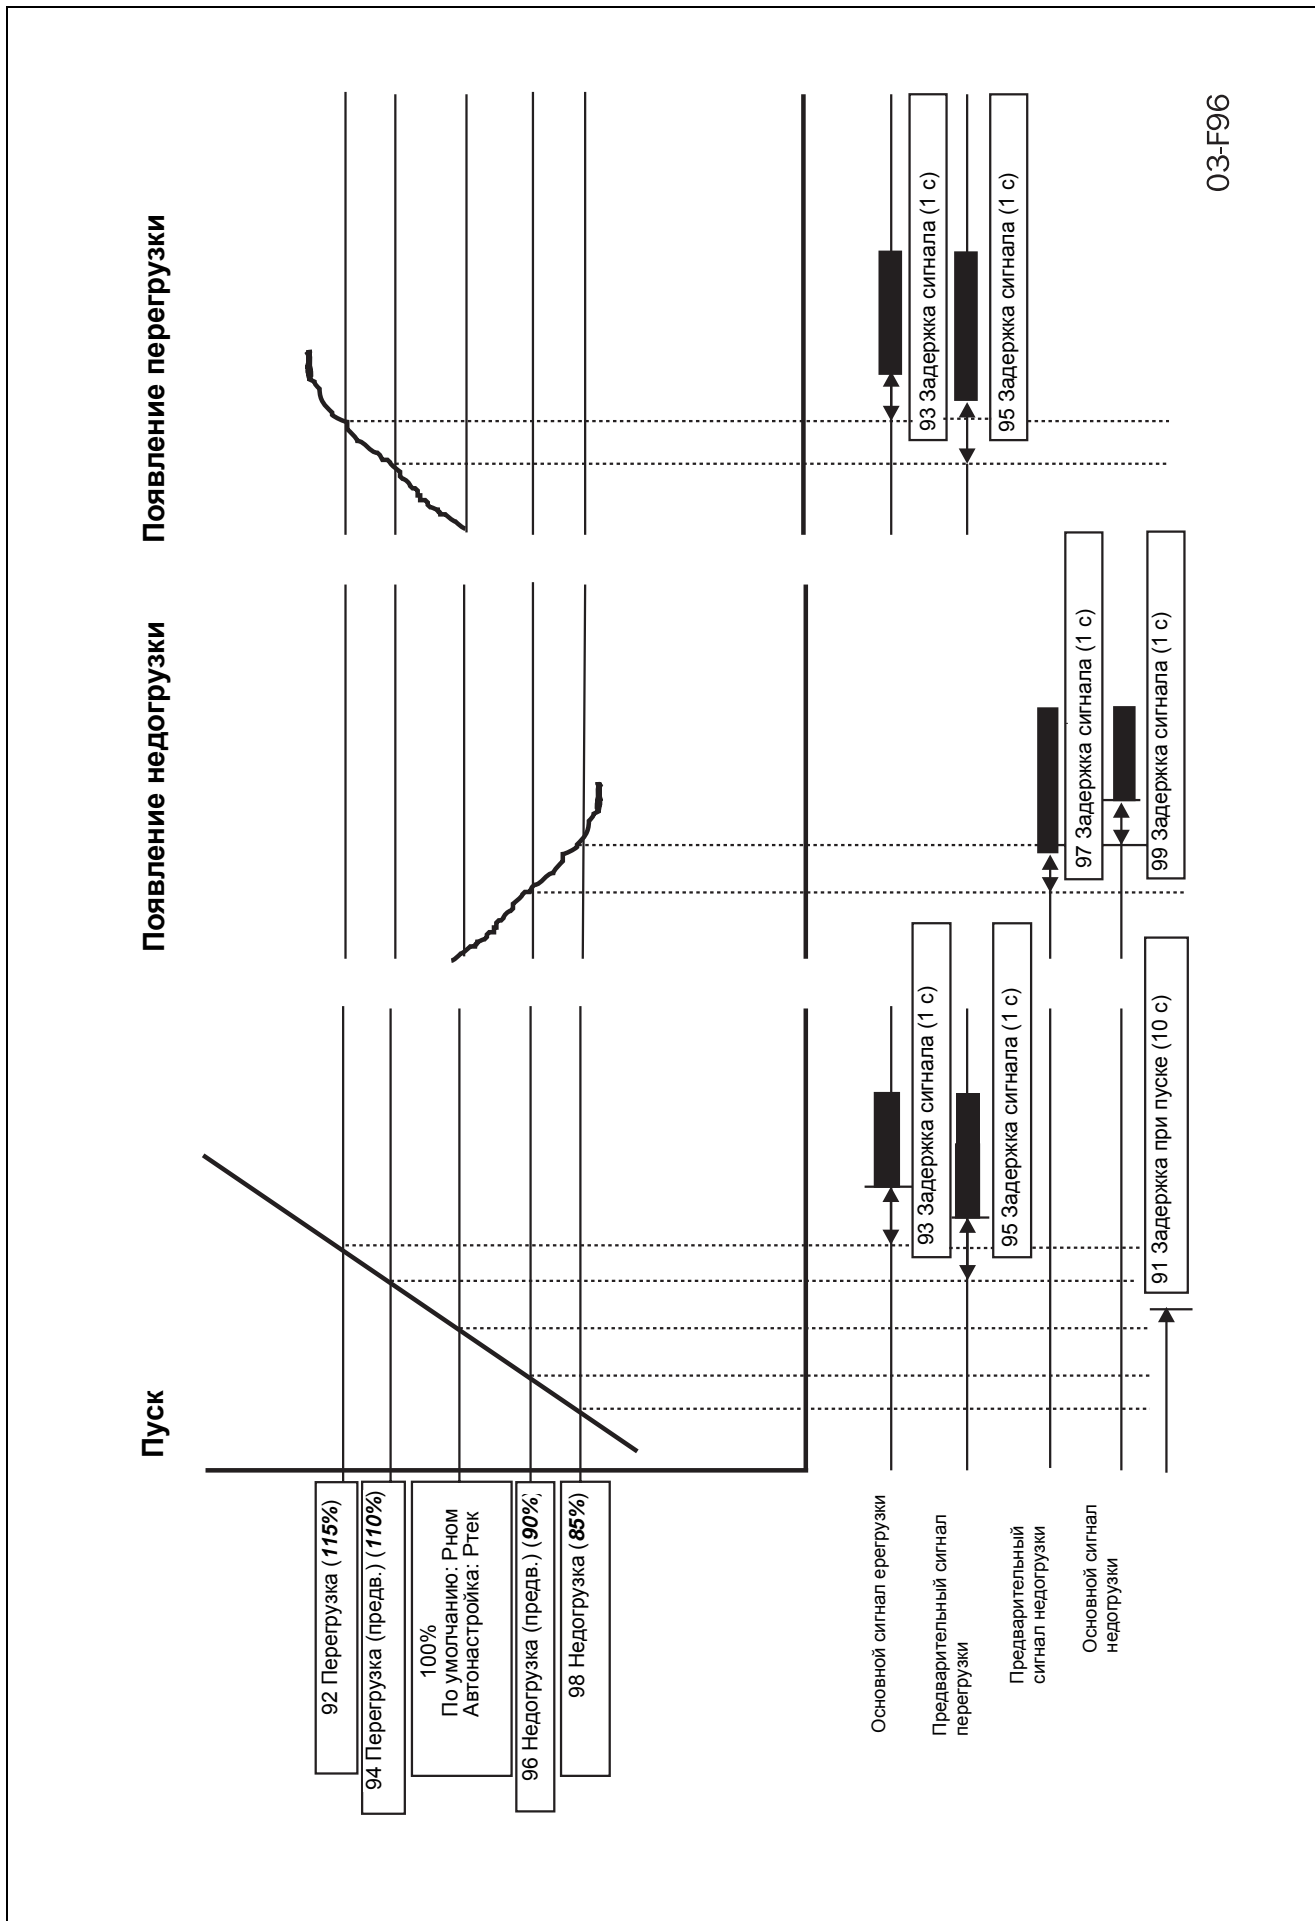 Пуск
Появление недогрузки
Появление перегрузки
92 Перегрузка (115%)
94 Перегрузка (предв.) (110%)
100%
По умолчанию: Рном
Автонастройка: Ртек
96 Недогрузка (предв.) (90%)
98 Недогрузка (85%)
Основной сигнал ерегрузки
93 Задержка сигнала (1 с)
93 Задержка сигнала (1 с)
Предварительный сигнал
перегрузки
95 Задержка сигнала (1 с)
95 Задержка сигнала (1 с)
Предварительный
сигнал недогрузки
97 Задержка сигнала (1 с)
Основной сигнал
недогрузки
99 Задержка сигнала (1 с)
91 Задержка при пуске (10 с)
03-F96